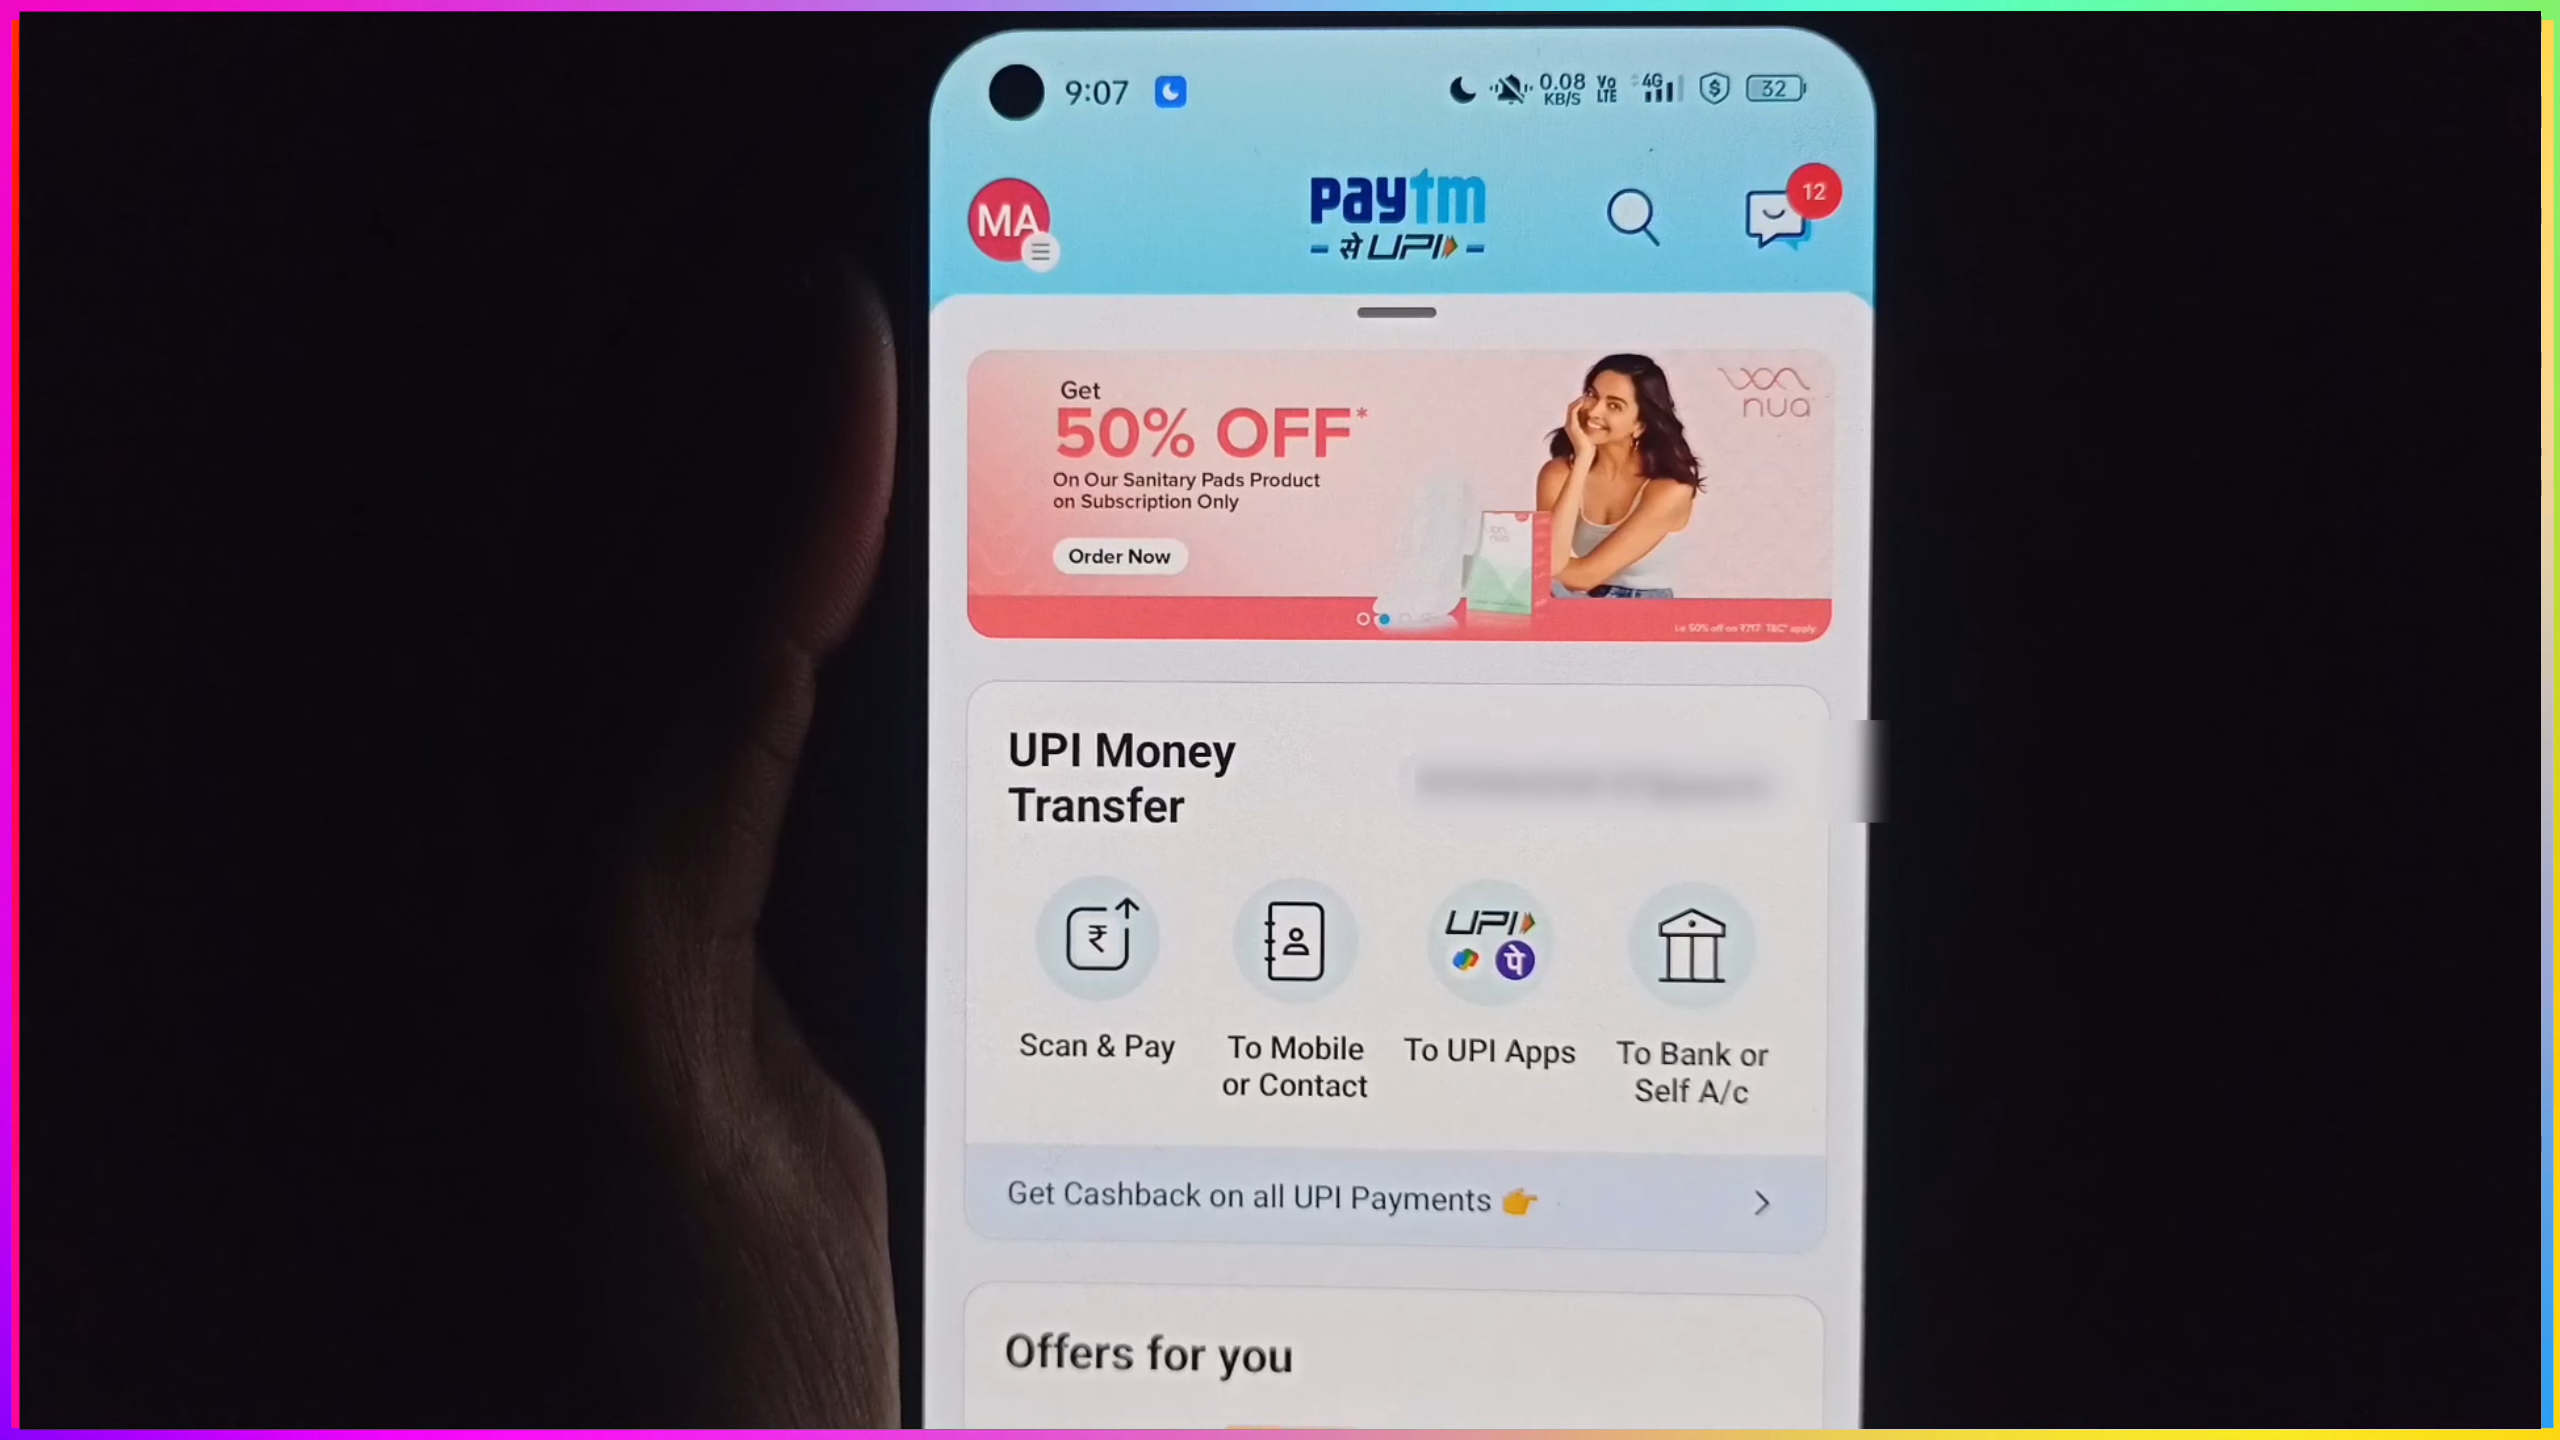 9:07
0.08
KB/S
Vo
LTE
4G
32
MA
paytm
से UPI
12
Get
50% OFF*
On Our Sanitary Pads Product
on Subscription Only
Order Now
nua
UPI Money
Transfer
₹
UPI
पे
Scan & Pay
To Mobile
or Contact
To UPI Apps
To Bank or
Self A/c
Get Cashback on all UPI Payments 👉
Offers for you